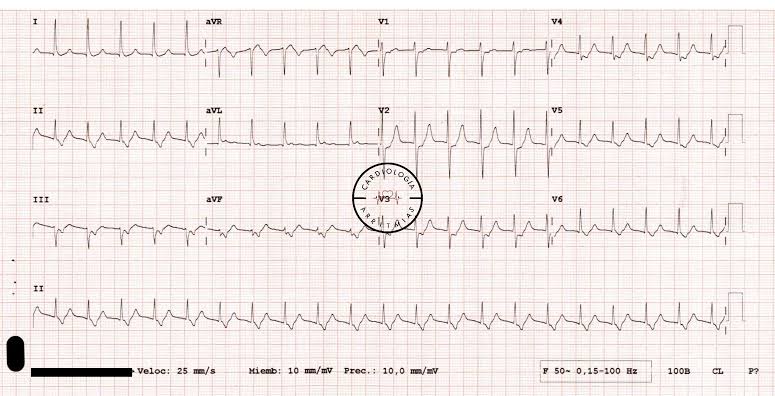 I aVR V1 V4
II aVL V2 V5
CARDIOLOGIA
III aVF V3 V6
ARRITMIAS
II
Veloc: 25 mm/s Miemb: 10 mm/mV Prec.: 10,0 mm/mV F 50~ 0,15-100 Hz 100B CL P?